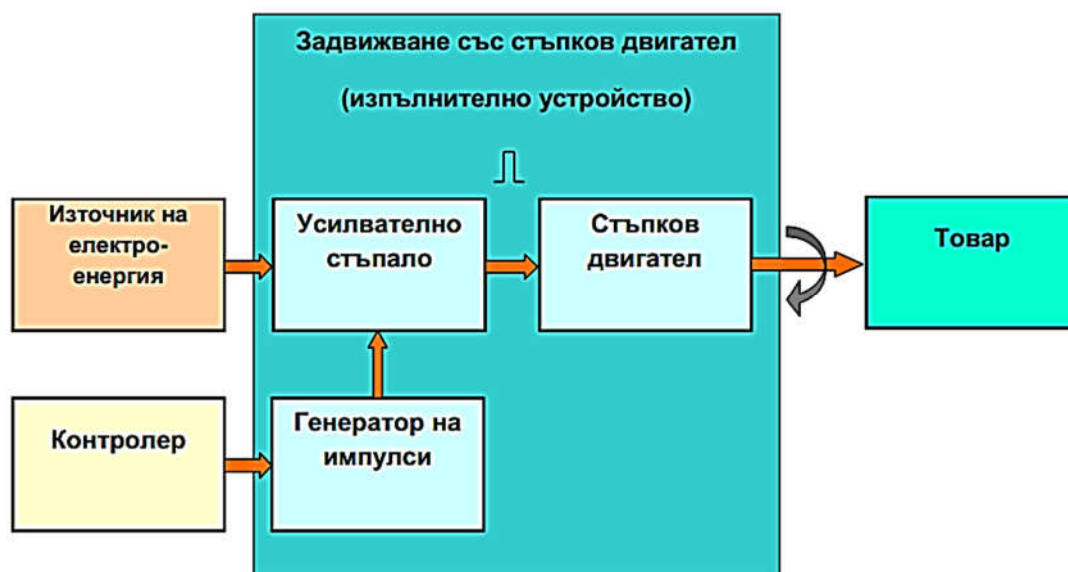 Задвижване със стъпков двигател
(изпълнително устройство)
Източник на
електро-
енергия
Усилвателно
стъпало
Стъпков
двигател
Товар
Контролер
Генератор на
импулси